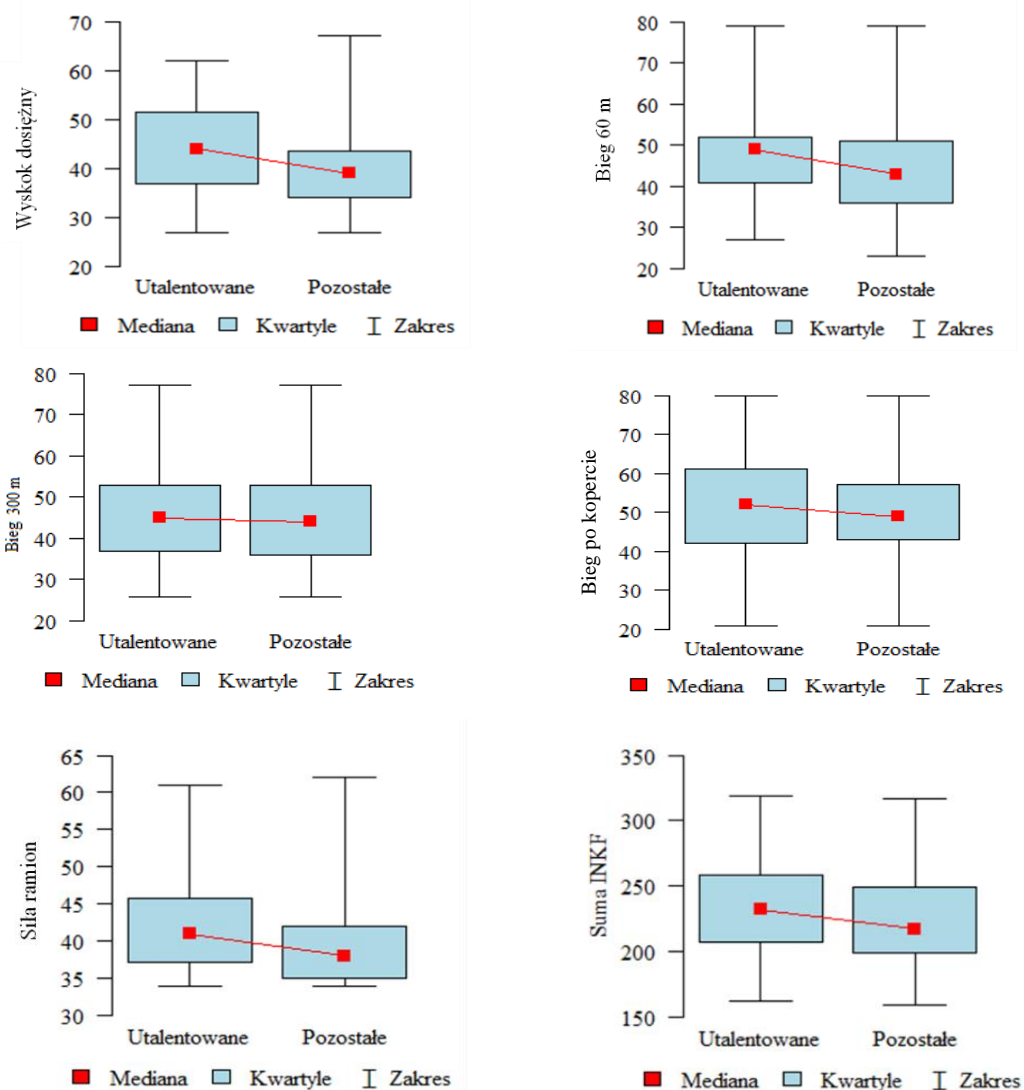 Wyskok dosiężny
70
60
50
40
30
20
Utalentowane Pozostałe
Mediana Kwartyle Zakres
Bieg 60 m
80
70
60
50
40
30
20
Utalentowane Pozostałe
Mediana Kwartyle Zakres
Bieg 300 m
80
70
60
50
40
30
20
Utalentowane Pozostałe
Mediana Kwartyle Zakres
Bieg po kopercie
80
70
60
50
40
30
20
Utalentowane Pozostałe
Mediana Kwartyle Zakres
Siła ramion
65
60
55
50
45
40
35
30
Utalentowane Pozostałe
Mediana Kwartyle Zakres
Suma INKF
350
300
250
200
150
Utalentowane Pozostałe
Mediana Kwartyle Zakres